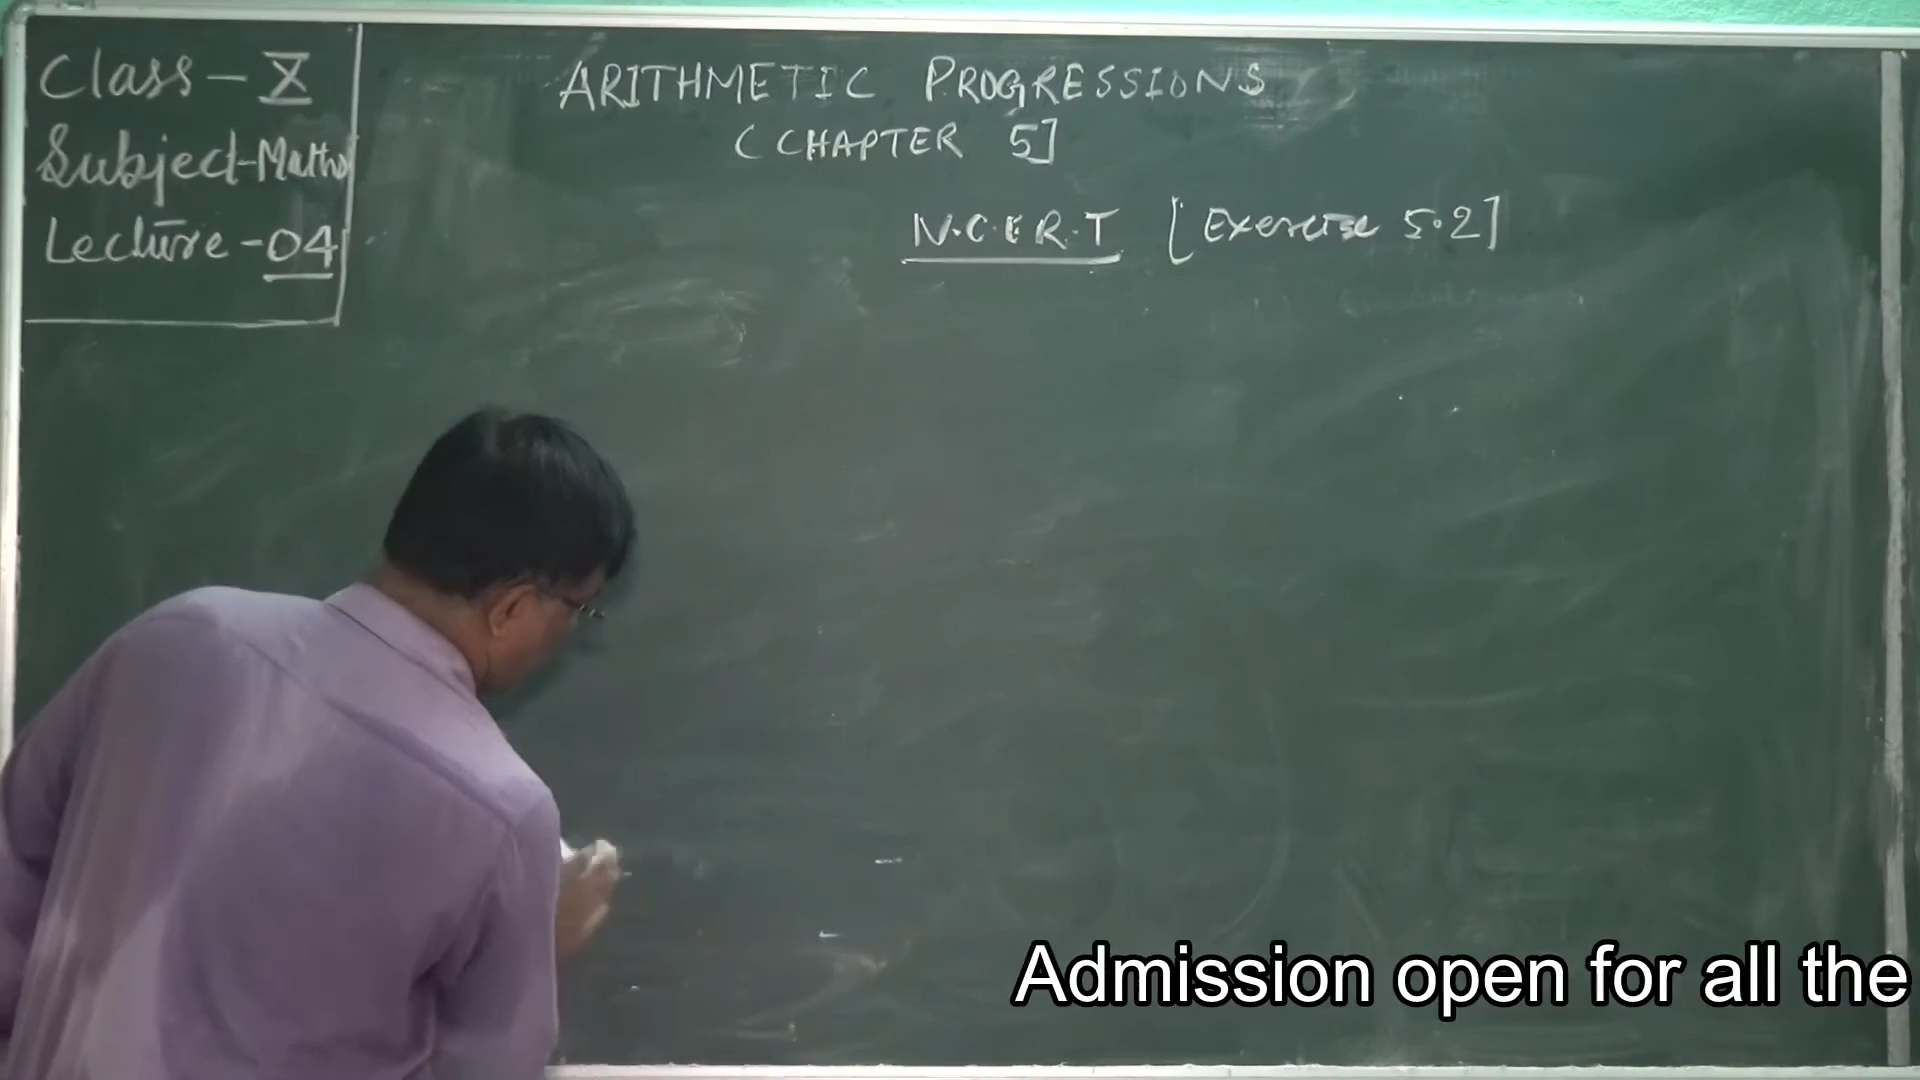 Class - X
Subject - Maths
Lecture - 04
ARITHMETIC PROGRESSIONS
(CHAPTER 5]
N.C.E.R.T [Exercise 5.2]
Admission open for all the